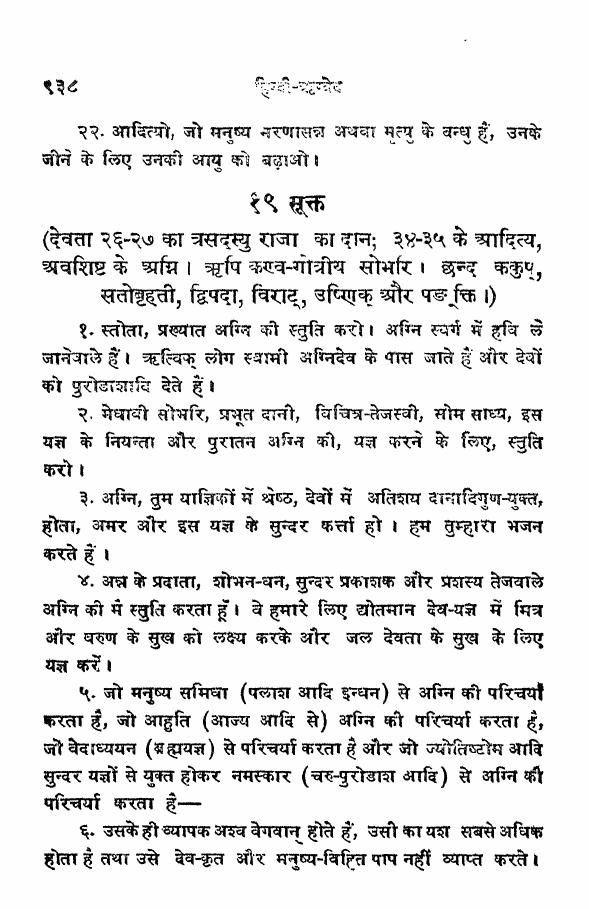 ९३८ हिन्दी-ऋग्वेद
२२. आदित्यो, जो मनुष्य मरणासन्न अथवा मृत्यु के बन्धु हैं, उनके
जीने के लिए उनकी आयु को बढ़ाओ।
१९ सूक्त
(देवता २६-२७ का त्रसदस्यु राजा का दान; ३४-३५ के आदित्य,
अवशिष्ट के अग्नि। ऋषि कण्व-गोत्रीय सोभरि। छन्द ककुप्,
सतोबृहती, द्विपदा, विराट्, उष्णिक् और पङ्क्ति।)
१. स्तोता, प्रख्यात अग्नि की स्तुति करो। अग्नि स्वर्ग में हवि ले
जानेवाले हैं। ऋत्विक् लोग स्वामी अग्निदेव के पास जाते हैं और देवों
को पुरोडाशादि देते हैं।
२. मेधावी सोभरि, प्रभूत दानी, विचित्र-तेजस्वी, सोम साध्य, इस
यज्ञ के नियन्ता और पुरातन अग्नि की, यज्ञ करने के लिए, स्तुति
करो।
३. अग्नि, तुम याज्ञिकों में श्रेष्ठ, देवों में अतिशय दानादिगुण-युक्त,
होता, अमर और इस यज्ञ के सुन्दर कर्त्ता हो। हम तुम्हारा भजन
करते हैं।
४. अन्न के प्रदाता, शोभन-धन, सुन्दर प्रकाशक और प्रशस्य तेजवाले
अग्नि की मैं स्तुति करता हूँ। वे हमारे लिए द्योतमान देव-यज्ञ में मित्र
और वरुण के सुख को लक्ष्य करके और जल देवता के सुख के लिए
यज्ञ करें।
५. जो मनुष्य समिधा (पलाश आदि इन्धन) से अग्नि की परिचर्या
करता है, जो आहुति (आज्य आदि से) अग्नि की परिचर्या करता है,
जो वेदाध्ययन (ब्रह्मयज्ञ) से परिचर्या करता है और जो ज्योतिष्टोम आदि
सुन्दर यज्ञों से युक्त होकर नमस्कार (चरु-पुरोडाश आदि) से अग्नि की
परिचर्या करता है—
६. उसके ही व्यापक अश्व वेगवान् होते हैं, उसी का यश सबसे अधिक
होता है तथा उसे देव-कृत और मनुष्य-विहित पाप नहीं व्याप्त करते।